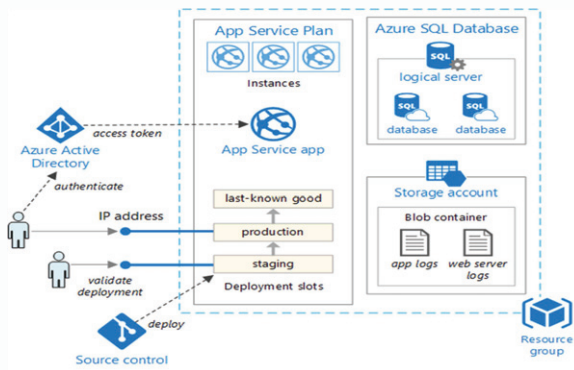 App Service Plan
Instances
access token
App Service app
Azure Active
Directory
authenticate
IP address
last-known good
production
staging
validate
deployment
Deployment slots
deploy
Source control
Azure SQL Database
SQL
logical server
SQL
SQL
database
database
Storage account
Blob container
app logs
web server
logs
Resource
group